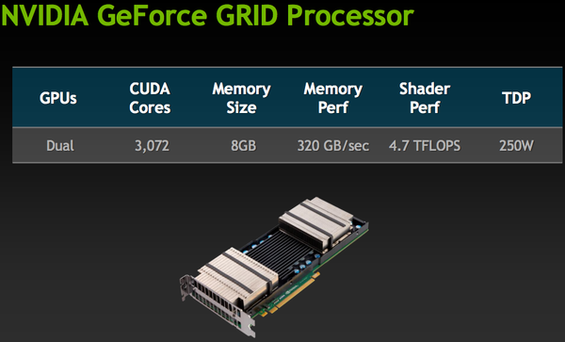 NVIDIA GeForce GRID Processor
GPUs CUDA Cores Memory Size Memory Perf Shader Perf TDP
Dual 3,072 8GB 320 GB/sec 4.7 TFLOPS 250W